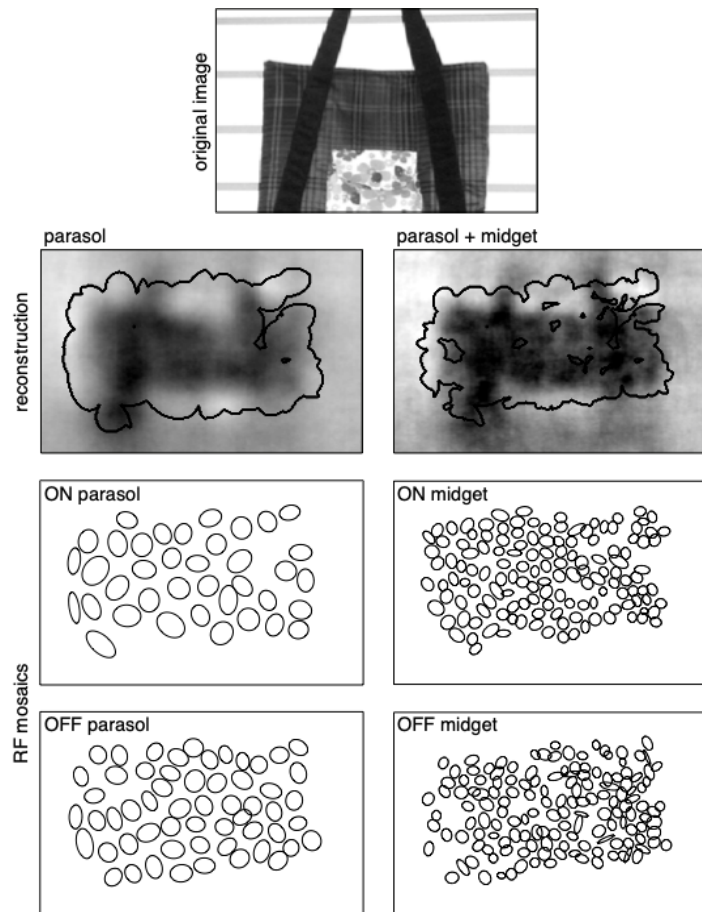 original image
parasol
parasol + midget
reconstruction
ON parasol
ON midget
RF mosaics
OFF parasol
OFF midget